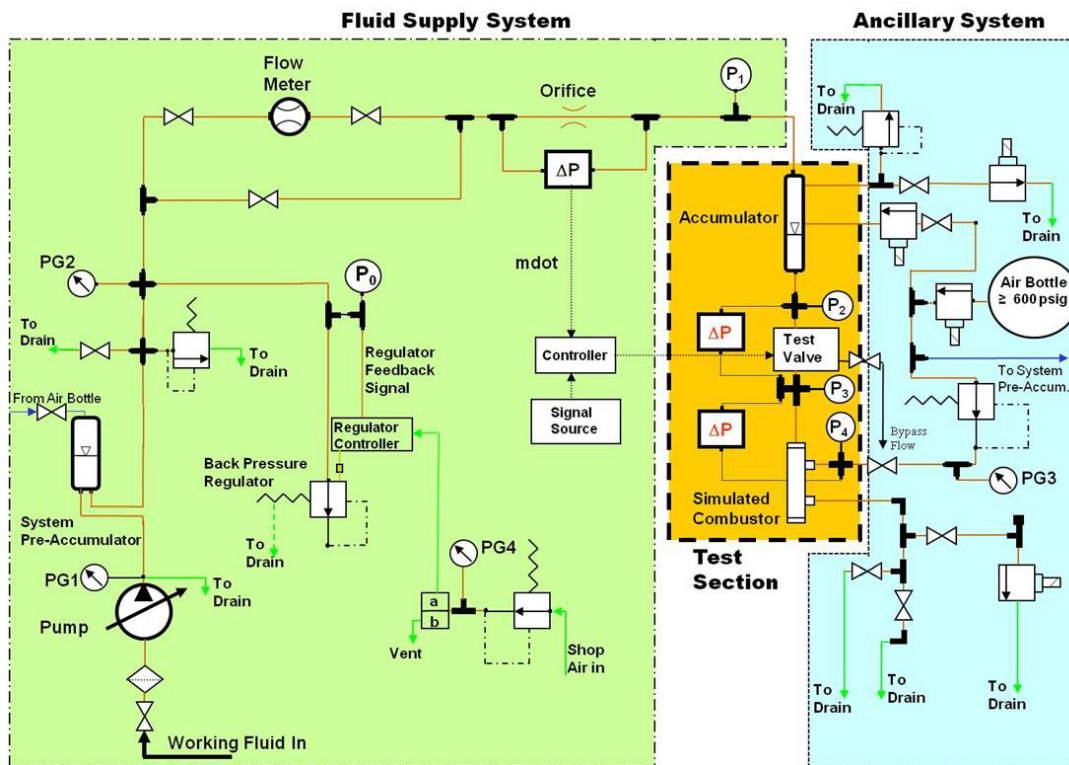 Fluid Supply System
Ancillary System
Flow
Meter
Orifice
P1
To
Drain
ΔP
Accumulator
To
Drain
PG2
P0
mdot
Air Bottle
≥ 600 psig
P2
ΔP
Test
Valve
To
Drain
To
Drain
Regulator
Feedback
Signal
Controller
To System
Pre-Accum.
P3
From Air Bottle
Signal
Source
ΔP
P4
Bypass
Flow
Regulator
Controller
Back Pressure
Regulator
PG3
Simulated
Combustor
System
Pre-Accumulator
To
Drain
PG4
Test
Section
PG1
To
Drain
Pump
a
b
Vent
Shop
Air in
To
Drain
To
Drain
To
Drain
Working Fluid In